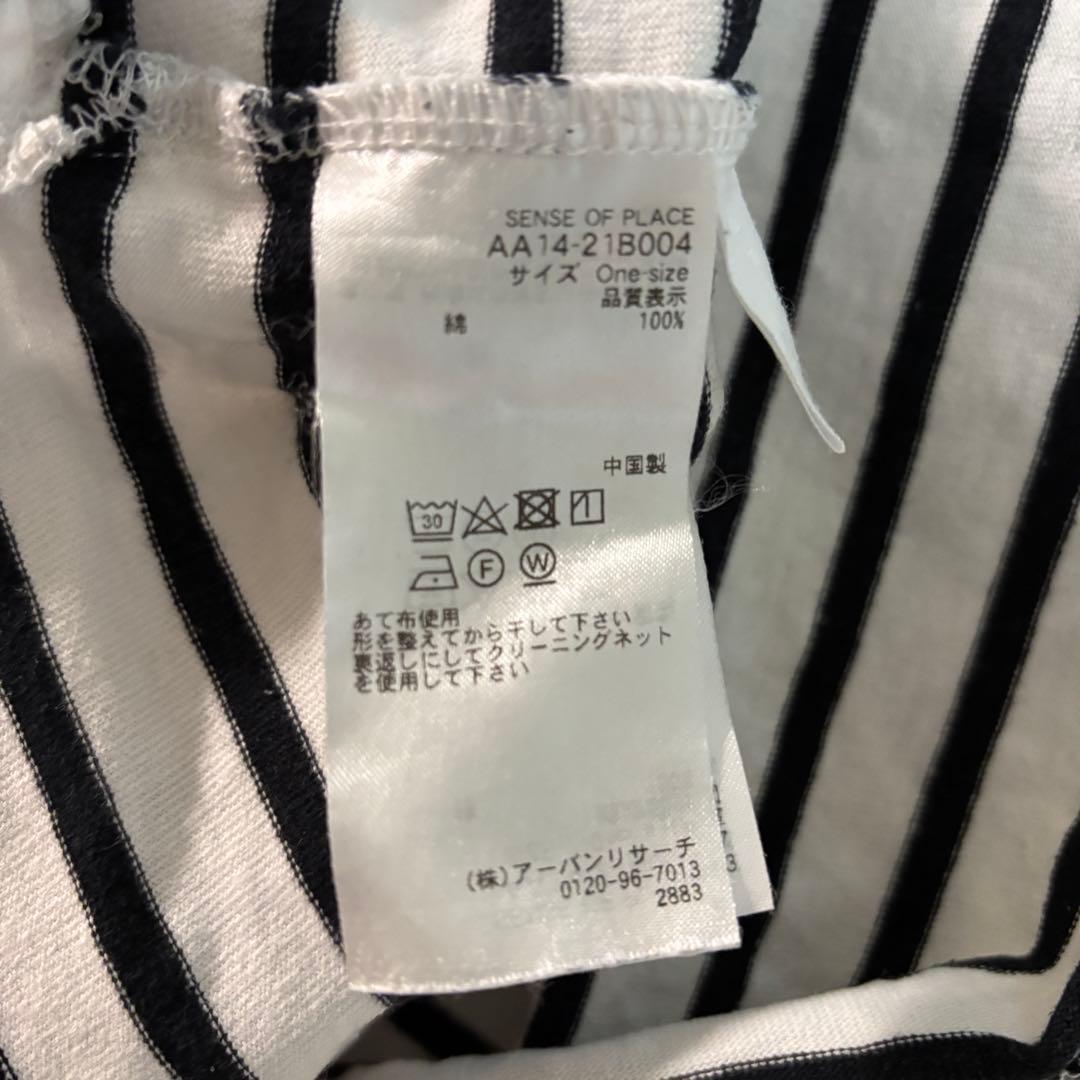 SENSE OF PLACE
AA14-21B004
サイズ One-size
品質表示
綿 100%
中国製
30
F W
あて布使用
形を整えてから干して下さい
裏返しにしてクリーニングネット
を使用して下さい
(株)アーバンリサーチ
0120-96-7013
2883